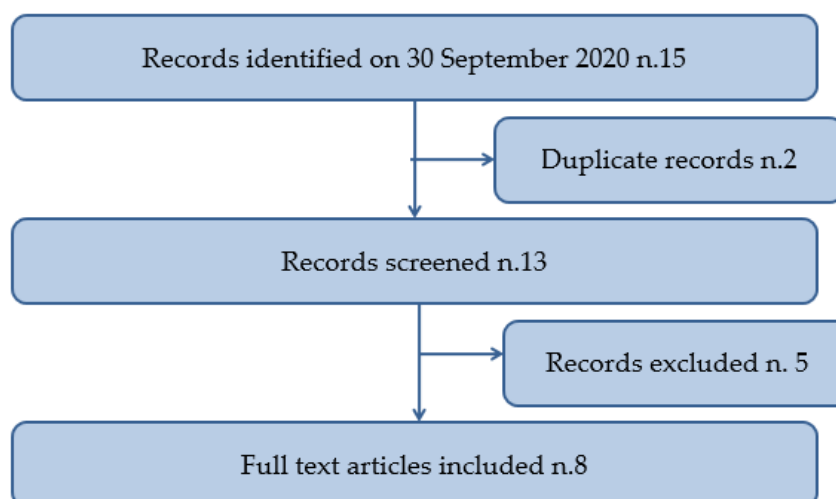 Records identified on 30 September 2020 n.15
Duplicate records n.2
Records screened n.13
Records excluded n. 5
Full text articles included n.8